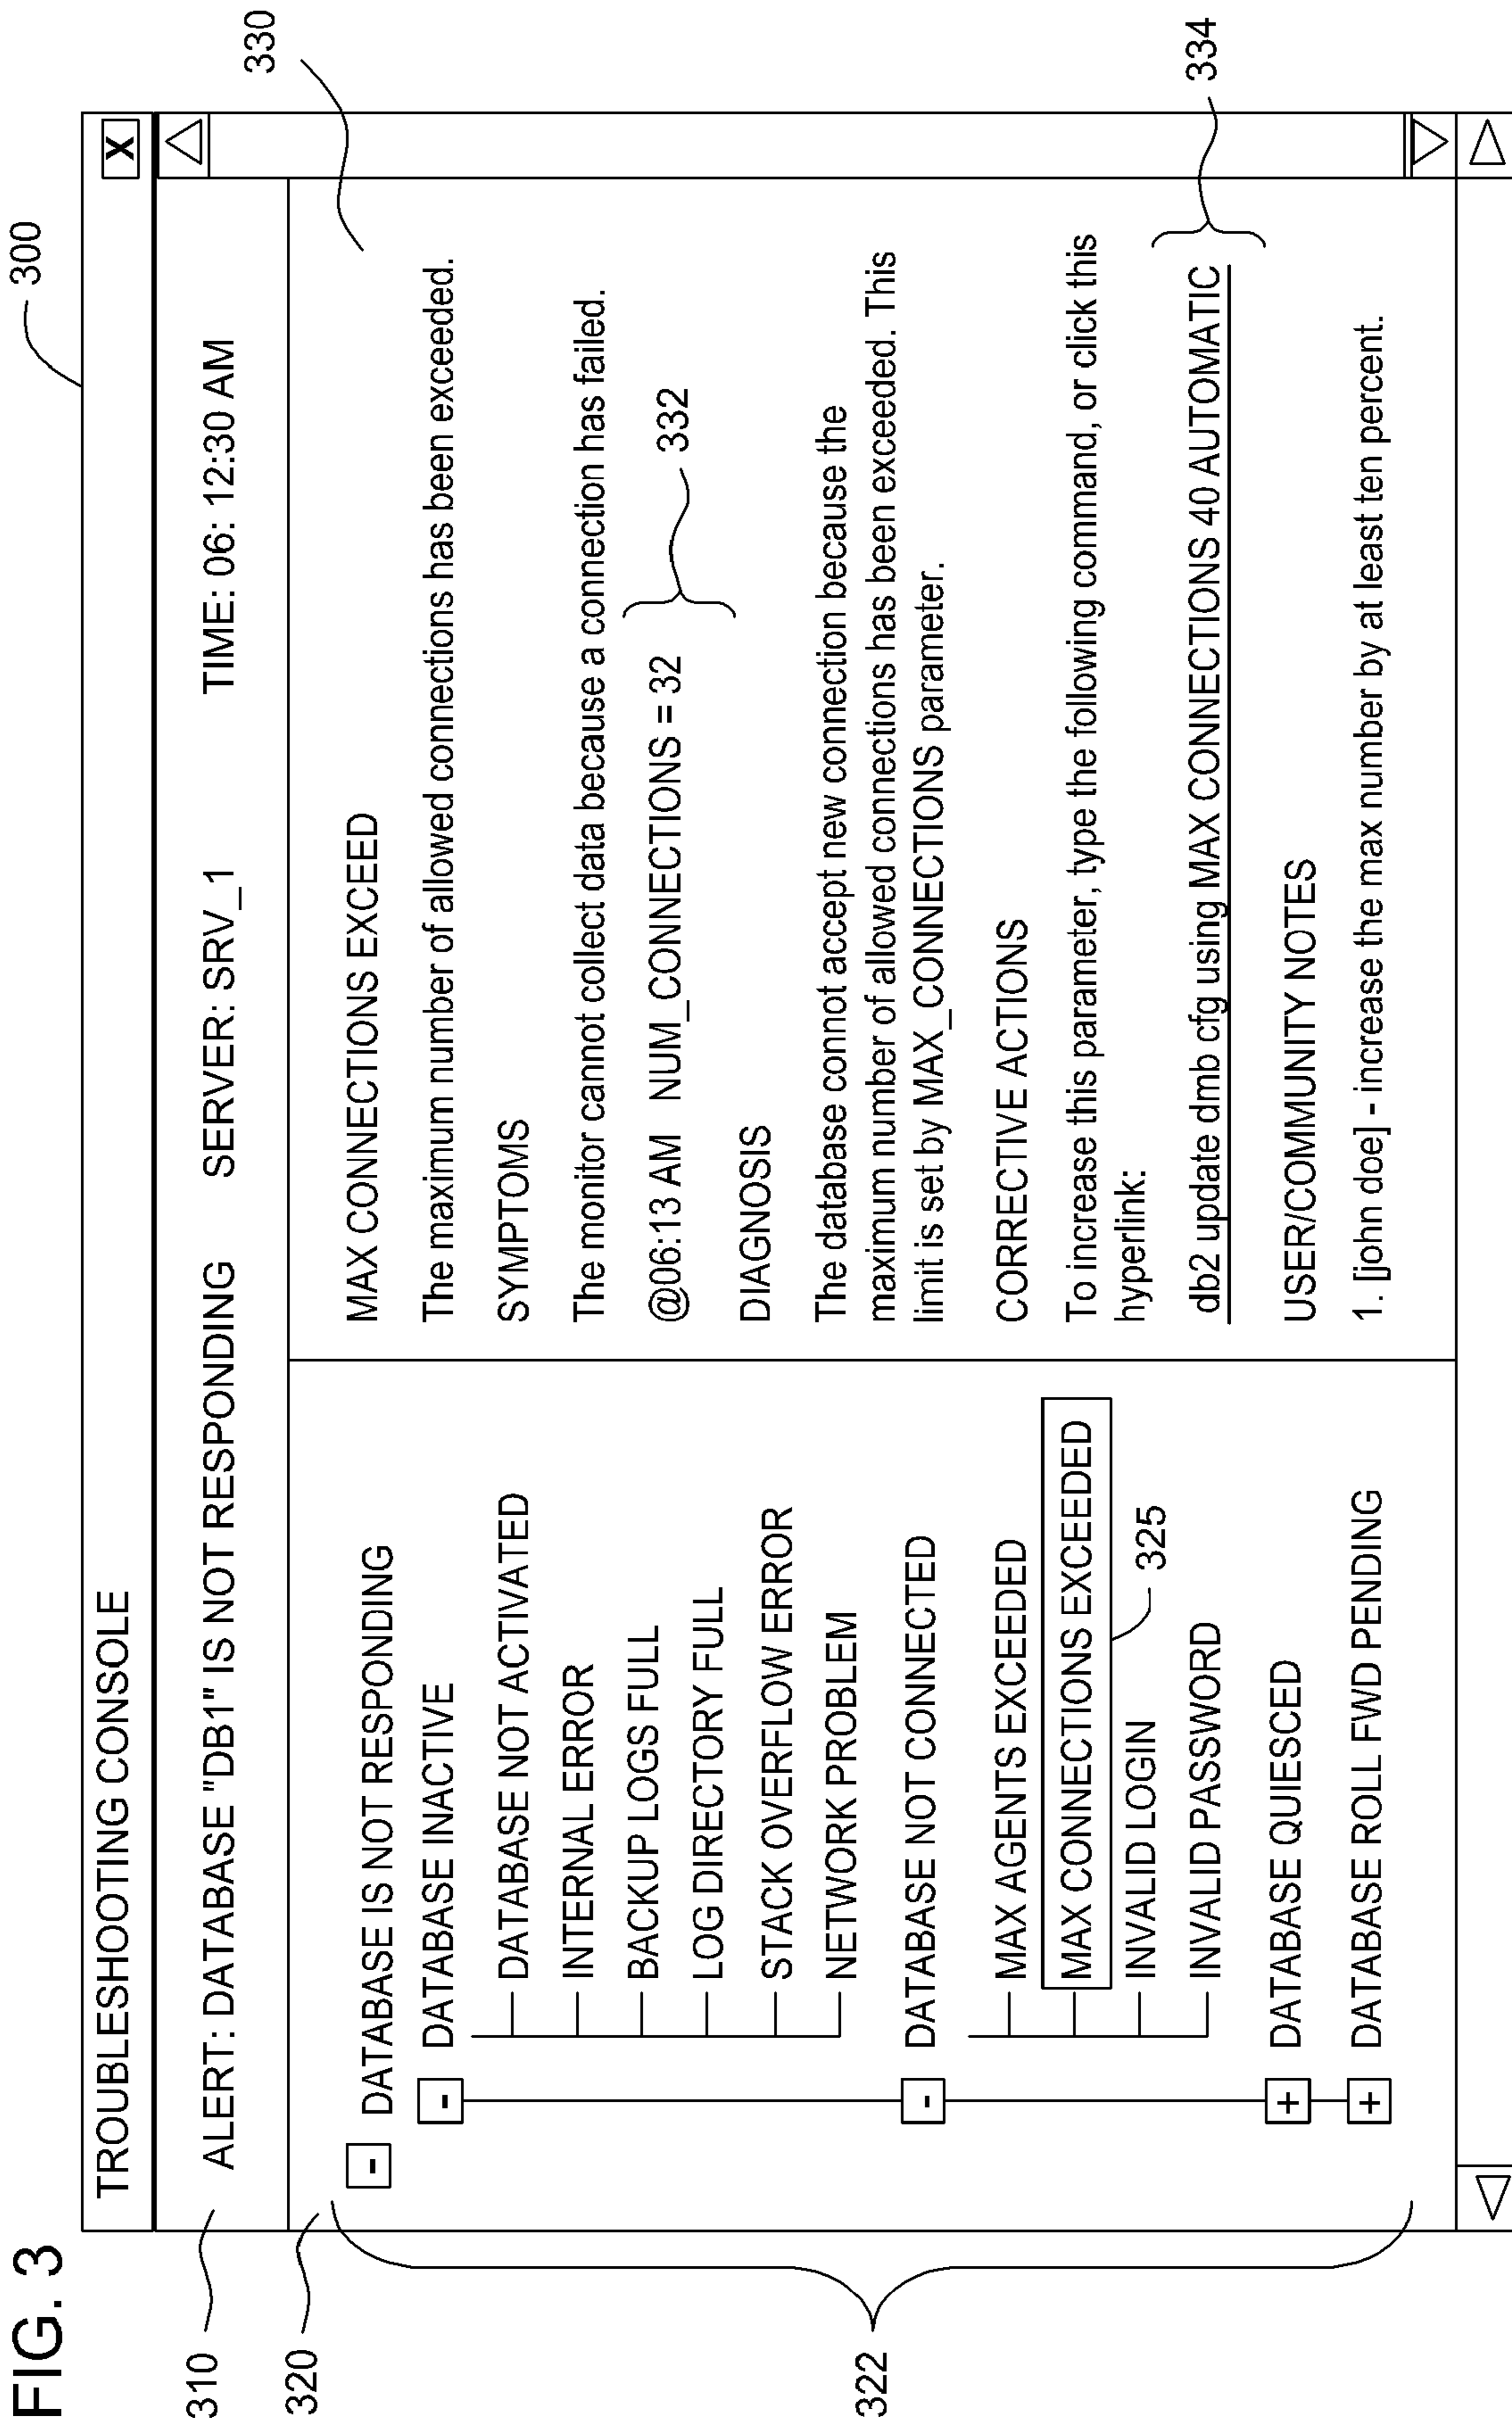 FIG. 3
300
TROUBLESHOOTING CONSOLE X
310
ALERT: DATABASE "DB1" IS NOT RESPONDING SERVER: SRV_1 TIME: 06: 12:30 AM
320
322
- DATABASE IS NOT RESPONDING
- DATABASE INACTIVE
DATABASE NOT ACTIVATED
INTERNAL ERROR
BACKUP LOGS FULL
LOG DIRECTORY FULL
STACK OVERFLOW ERROR
NETWORK PROBLEM
- DATABASE NOT CONNECTED
MAX AGENTS EXCEEDED
MAX CONNECTIONS EXCEEDED
INVALID LOGIN
325
INVALID PASSWORD
+ DATABASE QUIESCED
+ DATABASE ROLL FWD PENDING
330
MAX CONNECTIONS EXCEED
The maximum number of allowed connections has been exceeded.
SYMPTOMS
The monitor cannot collect data because a connection has failed.
@06:13 AM NUM_CONNECTIONS = 32
332
DIAGNOSIS
The database connot accept new connection because the
maximum number of allowed connections has been exceeded. This
limit is set by MAX_CONNECTIONS parameter.
CORRECTIVE ACTIONS
To increase this parameter, type the following command, or click this
hyperlink:
db2 update dmb cfg using MAX CONNECTIONS 40 AUTOMATIC
334
USER/COMMUNITY NOTES
1. [john doe] - increase the max number by at least ten percent.